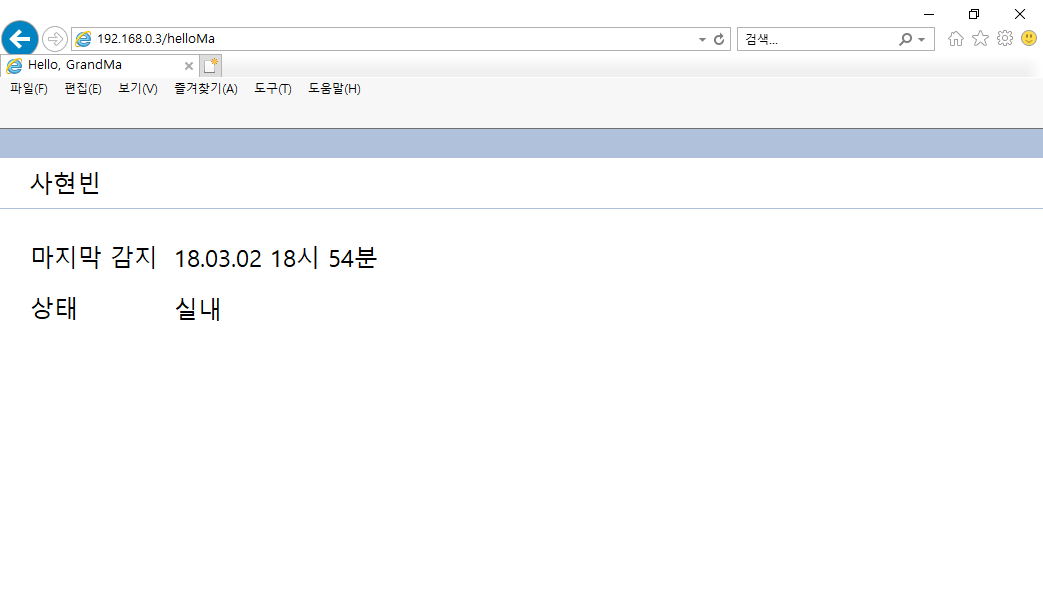 192.168.0.3/helloMa
검색...
Hello, GrandMa
파일(F) 편집(E) 보기(V) 즐겨찾기(A) 도구(T) 도움말(H)
사현빈
마지막 감지 18.03.02 18시 54분
상태 실내